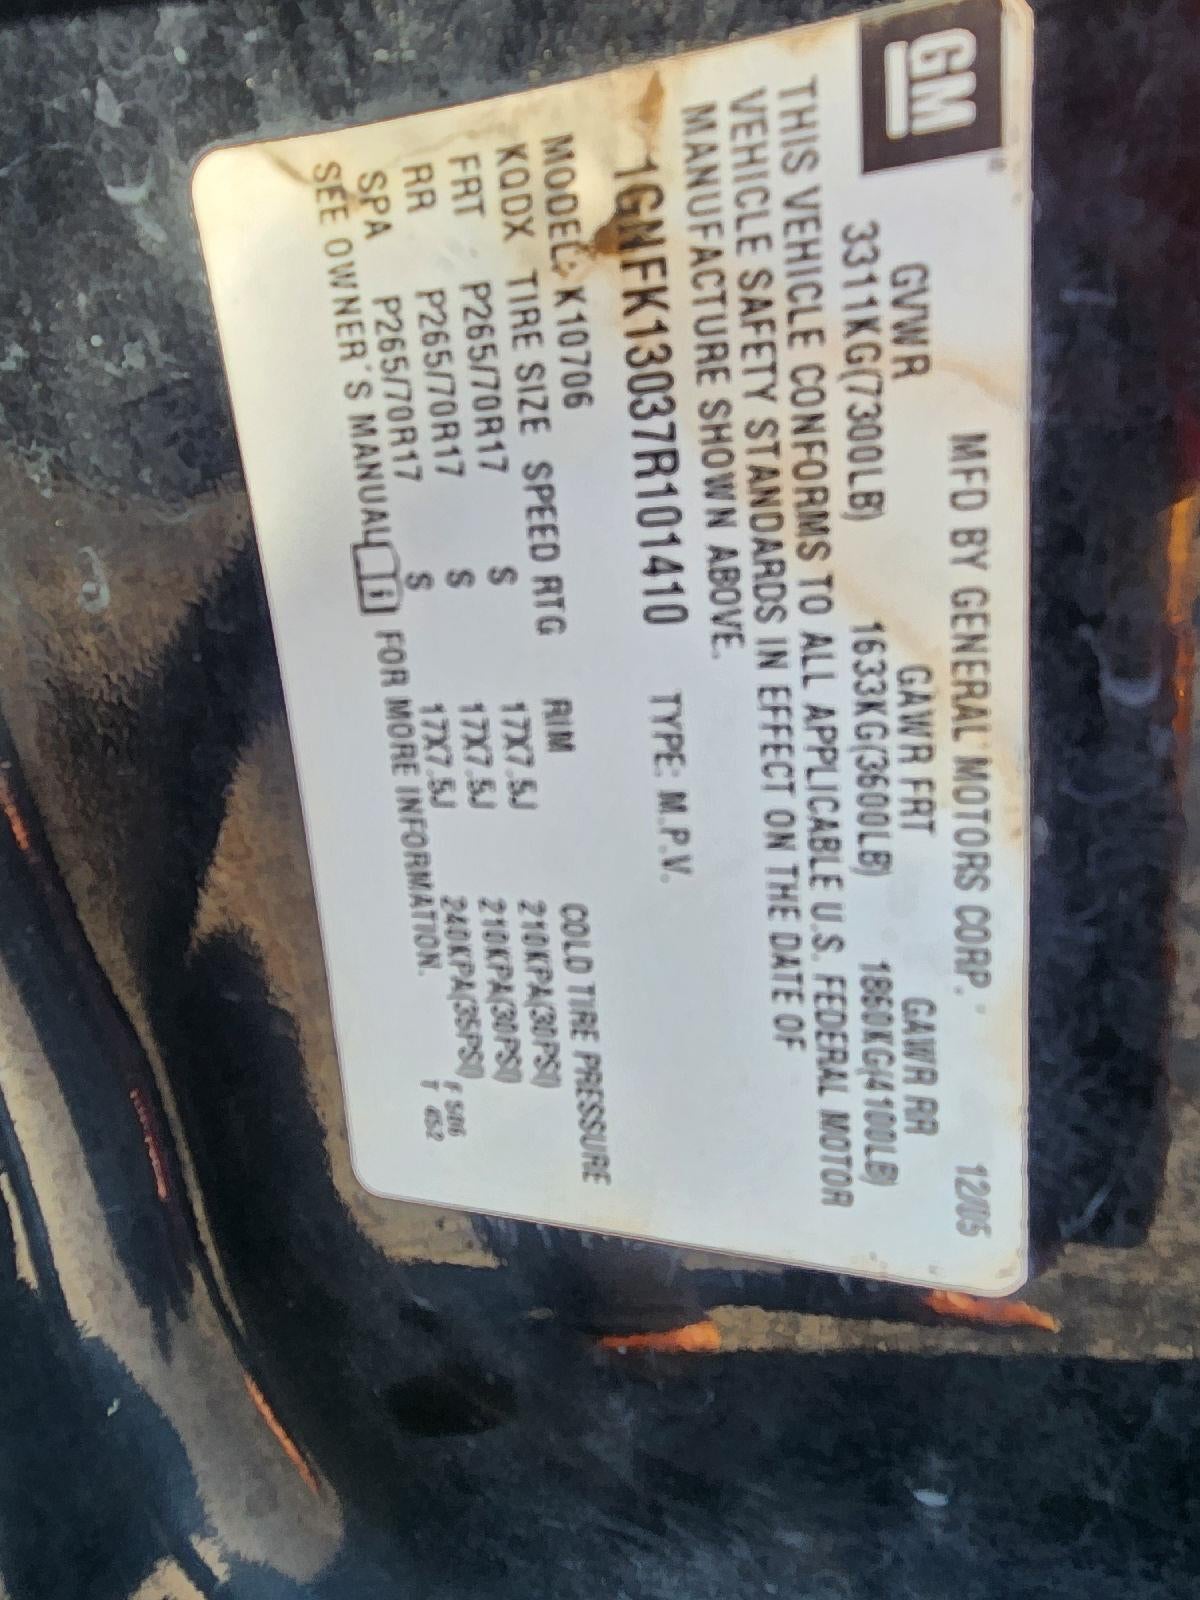 GM
MFD BY GENERAL MOTORS CORP.
GVWR GAWR FRT GAWR RR
3311KG(7300LB) 1633KG(3600LB) 1860KG(4100LB)
THIS VEHICLE CONFORMS TO ALL APPLICABLE U.S. FEDERAL MOTOR
VEHICLE SAFETY STANDARDS IN EFFECT ON THE DATE OF
MANUFACTURE SHOWN ABOVE.
1GNFK13037R101410 TYPE: M.P.V.
MODEL: K10706
KQDX TIRE SIZE SPEED RTG RIM COLD TIRE PRESSURE
FRT P265/70R17 S 17X7.5J 210KPA(30PSI)
RR P265/70R17 S 17X7.5J 210KPA(30PSI)
SPA P265/70R17 S 17X7.5J 240KPA(35PSI)
SEE OWNER'S MANUAL FOR MORE INFORMATION.